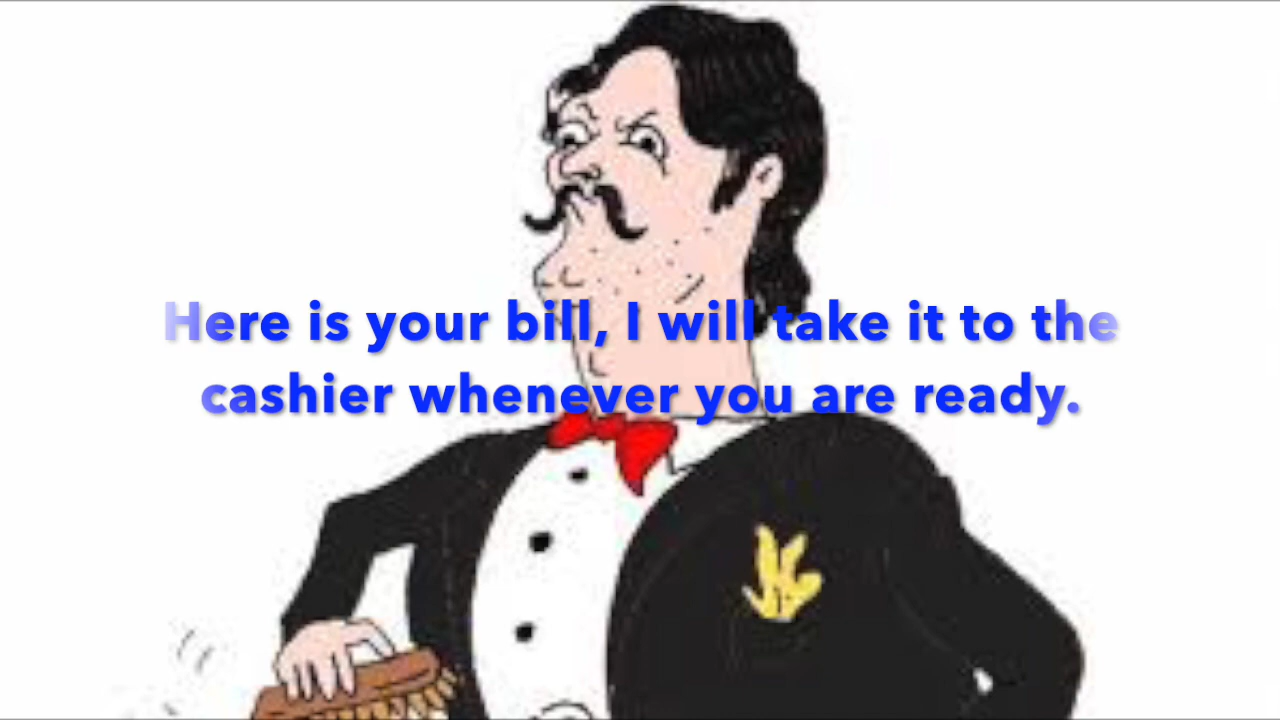 Here is your bill, I will take it to the
cashier whenever you are ready.